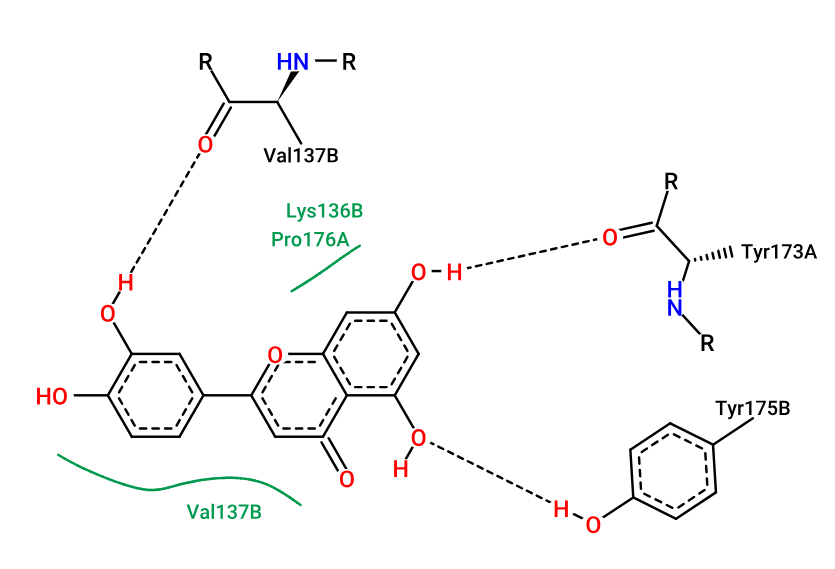 R HN R
O
Val137B
R
Lys136B
Pro176A
O
Tyr173A
O H
H
H
N
O
R
O
HO
Tyr175B
O
H
O
H
Val137B
O